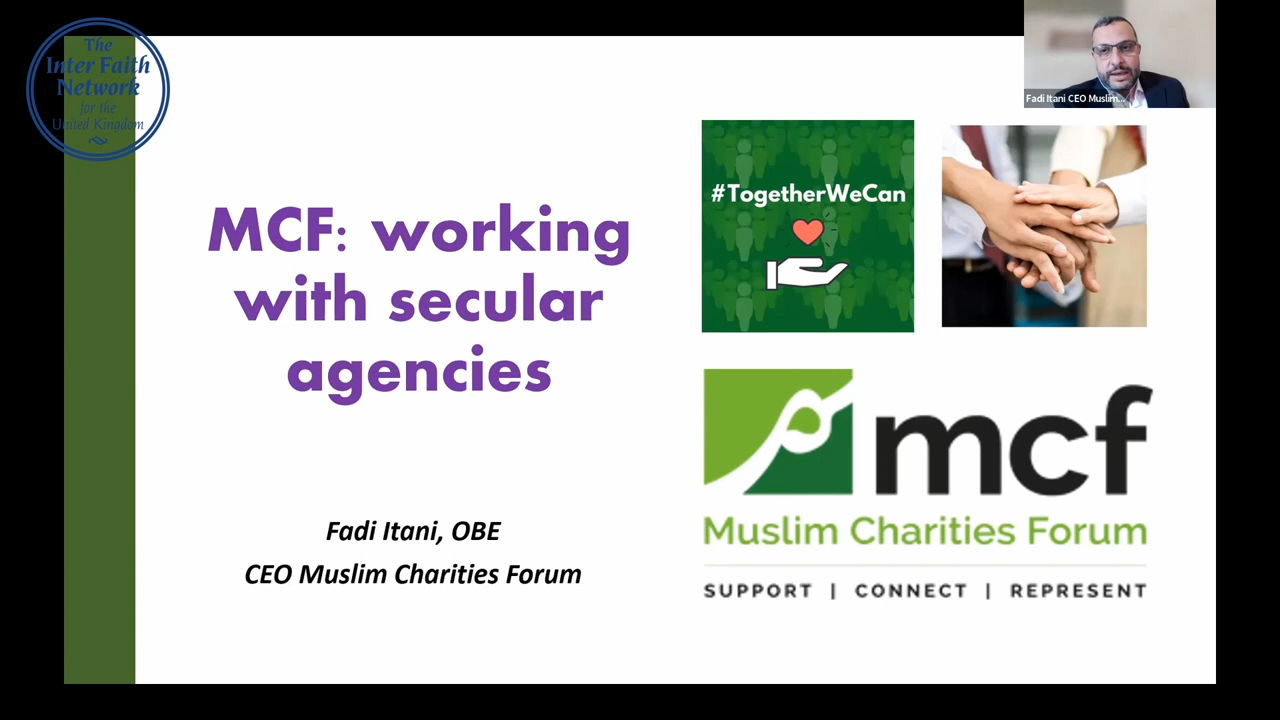 The
Inter Faith
Network
for the
United Kingdom
Fadi Itani CEO Muslim...
MCF: working
with secular
agencies
#TogetherWeCan
mcf
Muslim Charities Forum
SUPPORT | CONNECT | REPRESENT
Fadi Itani, OBE
CEO Muslim Charities Forum